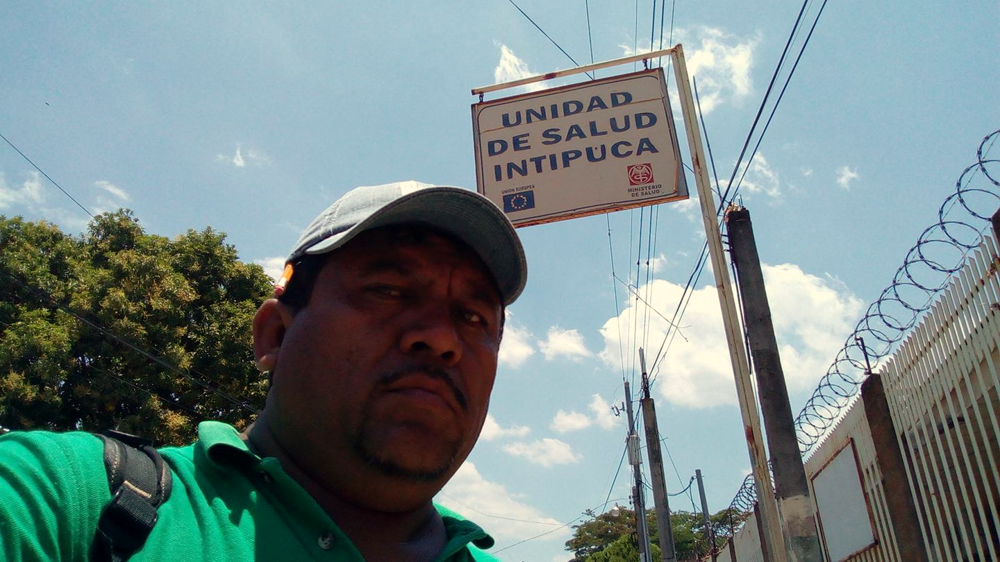 UNIDAD
DE SALUD
INTIPUCA
UNION EUROPEA
MINISTERIO
DE SALUD